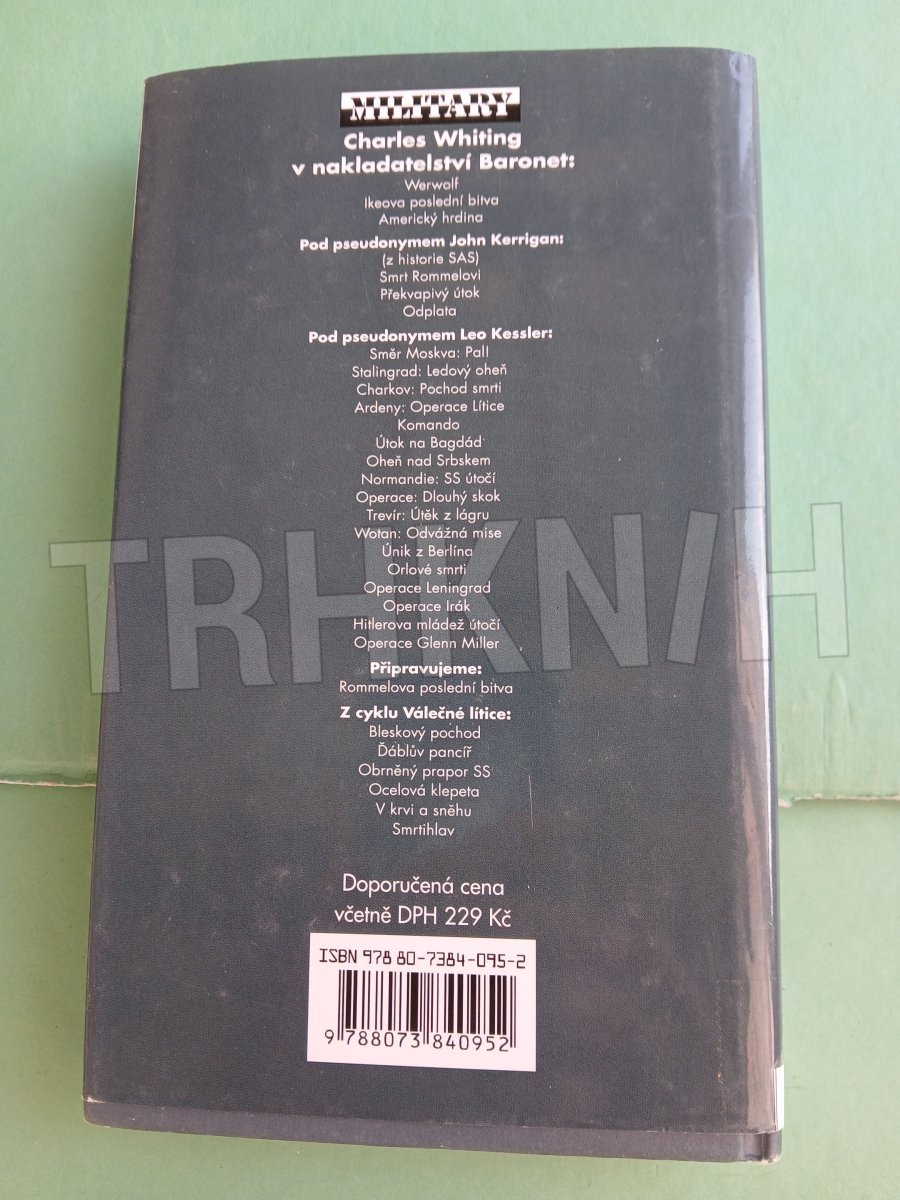 MILITARY
Charles Whiting
v nakladatelství Baronet:
Werwolf
Ikeova poslední bitva
Americký hrdina
Pod pseudonymem John Kerrigan:
(z historie SAS)
Smrt Rommelovi
Překvapivý útok
Odplata
Pod pseudonymem Leo Kessler:
Směr Moskva: Pal!
Stalingrad: Ledový oheň
Charkov: Pochod smrti
Ardeny: Operace Lítice
Komando
Útok na Bagdád
Oheň nad Srbskem
Normandie: SS útočí
Operace: Dlouhý skok
Trevír: Útěk z lágru
Wotan: Odvážná mise
Únik z Berlína
Orlové smrti
Operace Leningrad
Operace Irák
Hitlerova mládež útočí
Operace Glenn Miller
Připravujeme:
Rommelova poslední bitva
Z cyklu Válečné lítice:
Bleskový pochod
Ďáblův pancíř
Obrněný prapor SS
Ocelová klepeta
V krvi a sněhu
Smrtihlav
Doporučená cena
včetně DPH 229 Kč
ISBN 978 80-7384-095-2
9 788073 840952
TRHKNIH